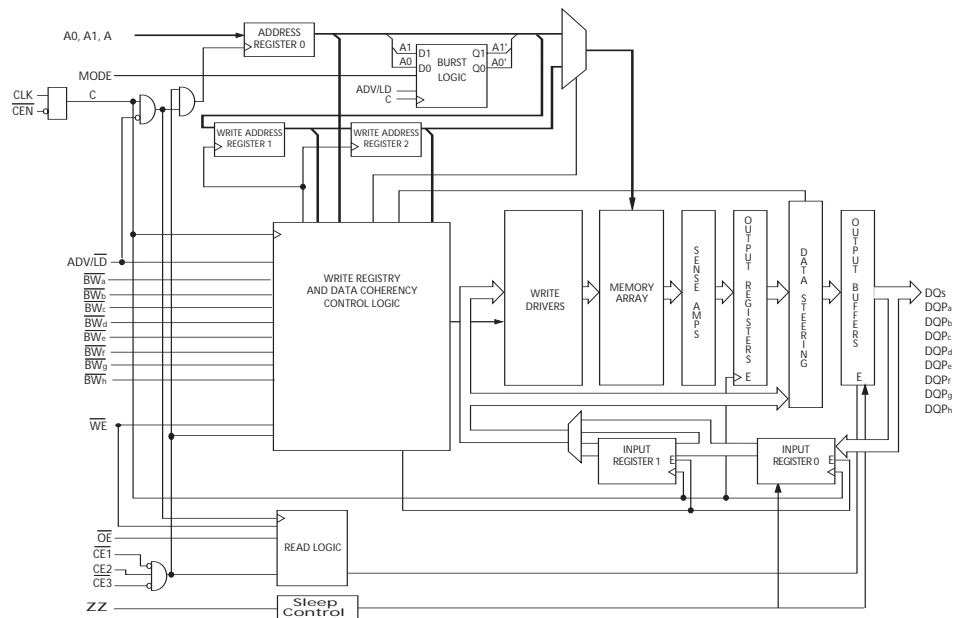 A0, A1, A
ADDRESS
REGISTER 0
A1
A0
D1
D0
Q1
Q0
BURST
LOGIC
A1'
A0'
MODE
ADV/LD
C
CLK
CEN
C
WRITE ADDRESS
REGISTER 1
WRITE ADDRESS
REGISTER 2
ADV/LD
BWa
BWb
BWc
BWd
BWe
BWf
BWg
BWh
WE
WRITE REGISTRY
AND DATA COHERENCY
CONTROL LOGIC
WRITE
DRIVERS
MEMORY
ARRAY
SENSE AMPS
OUTPUT REGISTERS
E
DATA STEERING
OUTPUT BUFFERS
E
DQs
DQPa
DQPb
DQPc
DQPd
DQPe
DQPf
DQPg
DQPh
INPUT
REGISTER 1
E
INPUT
REGISTER 0
E
OE
CE1
CE2
CE3
READ LOGIC
ZZ
Sleep
Control